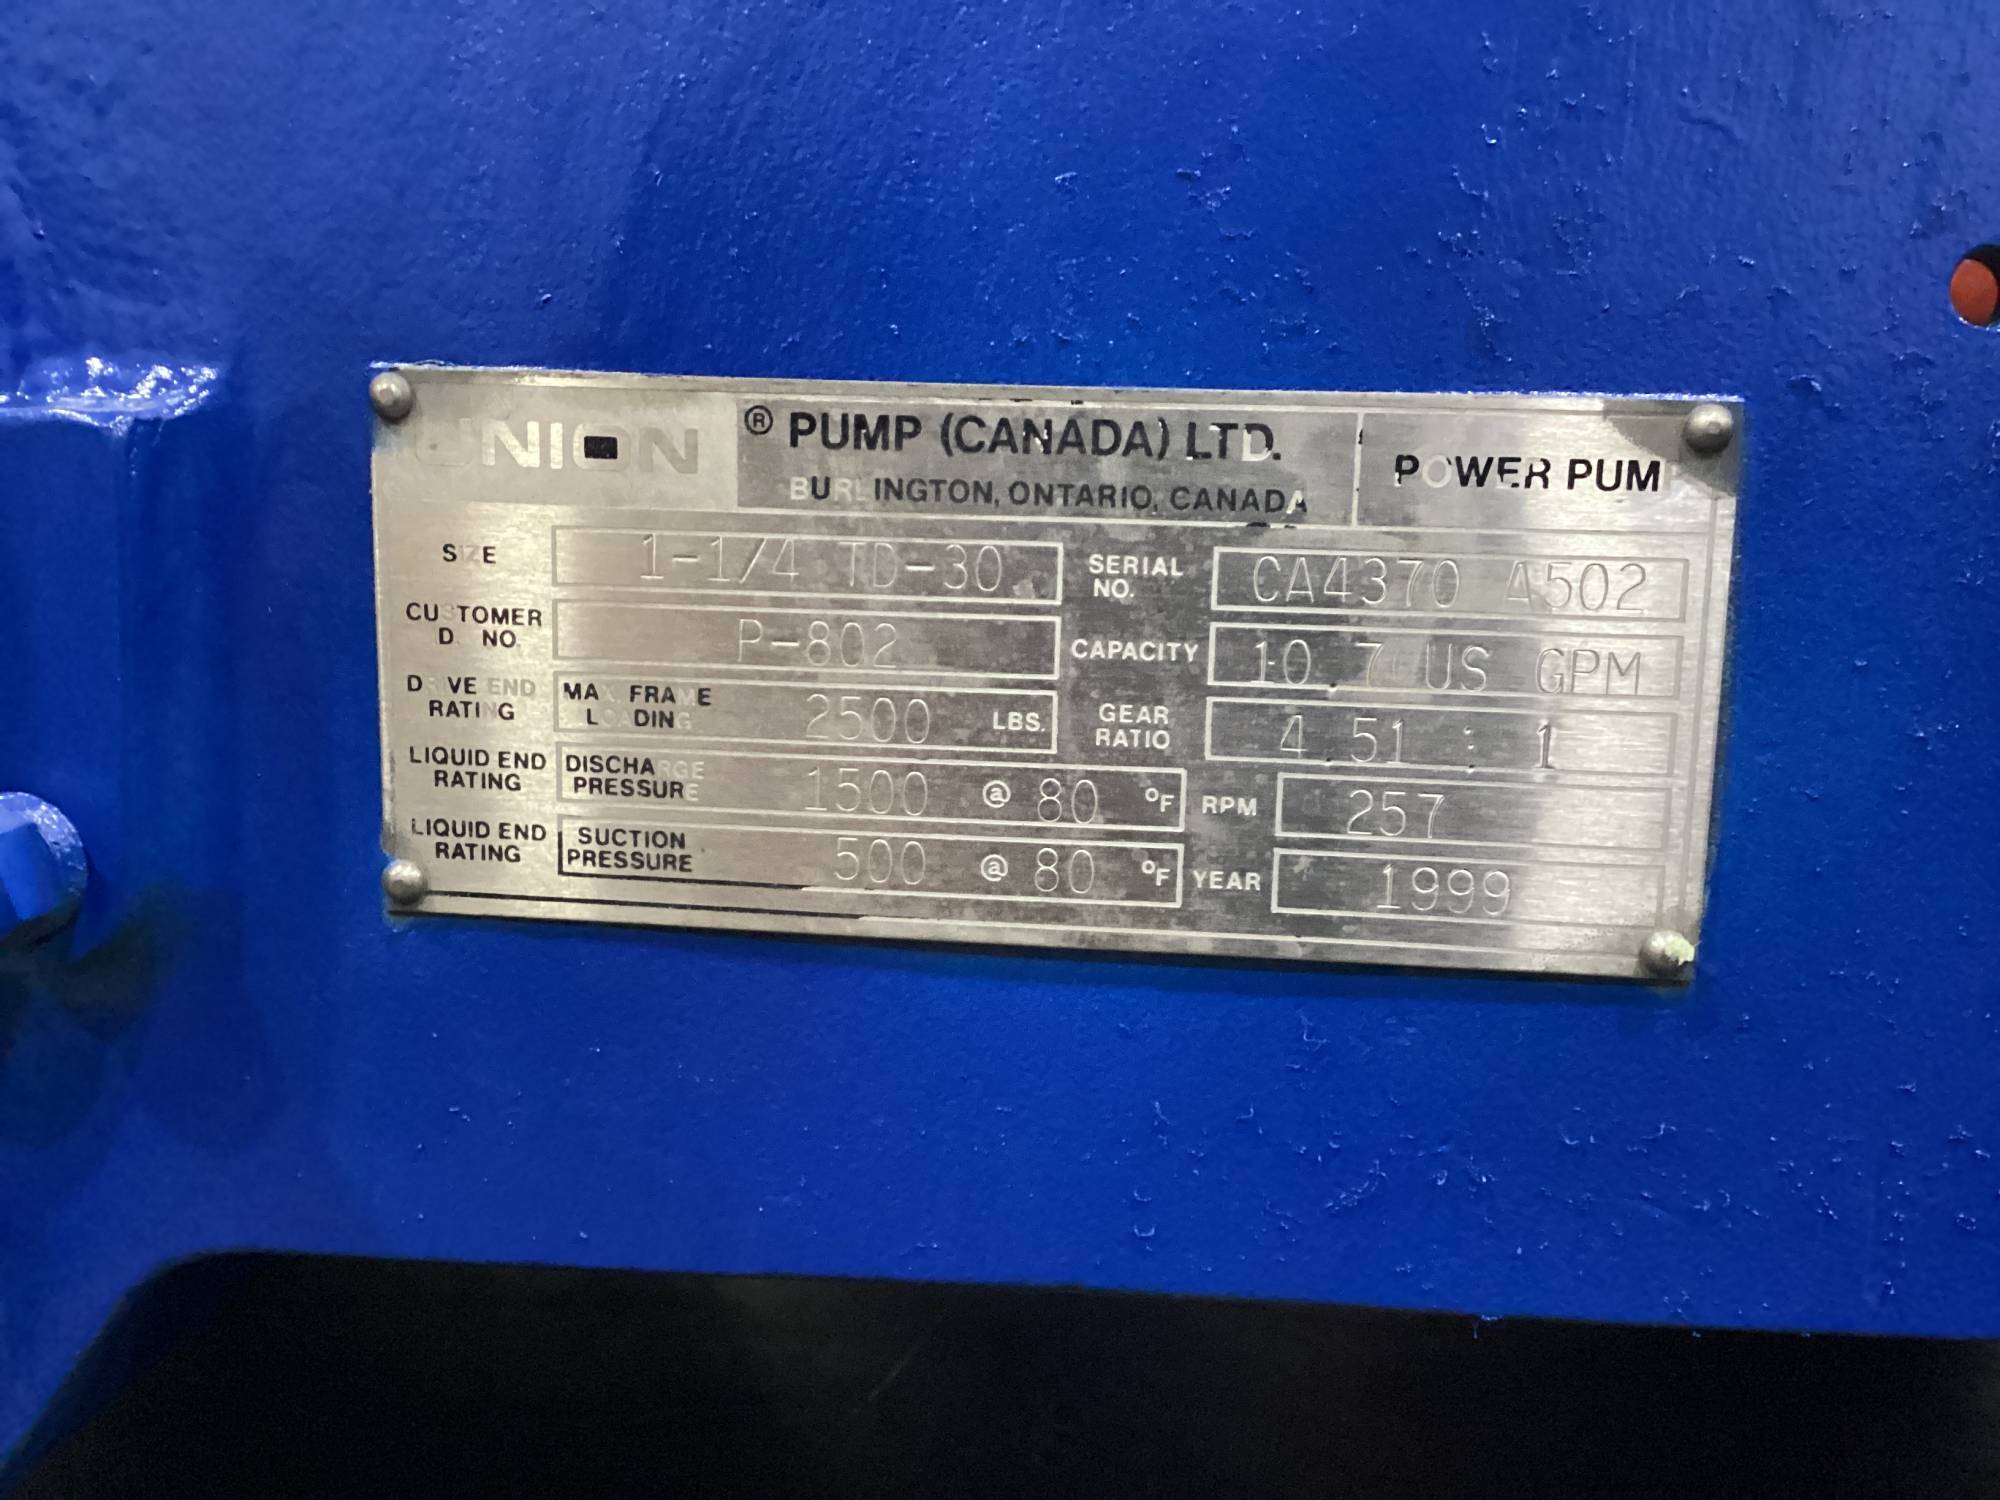 UNION ® PUMP (CANADA) LTD. POWER PUMP
BURLINGTON, ONTARIO, CANADA
SIZE 1-1/4 TD-30 SERIAL NO. CA4370 A502
CUSTOMER I.D. NO. P-802 CAPACITY 10.7 US GPM
DRIVE END RATING MAX FRAME LOADING 2500 LBS. GEAR RATIO 4.51 : 1
LIQUID END RATING DISCHARGE PRESSURE 1500 @ 80 °F RPM 257
LIQUID END RATING SUCTION PRESSURE 500 @ 80 °F YEAR 1999